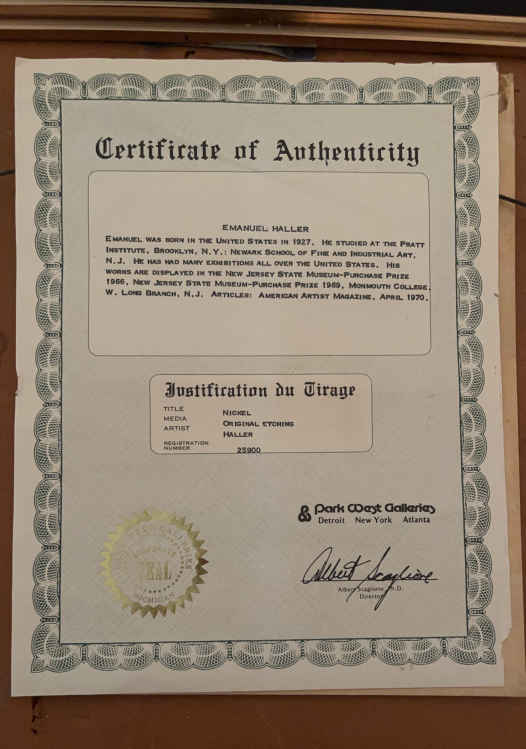 Certificate of Authenticity
EMANUEL HALLER
EMANUEL WAS BORN IN THE UNITED STATES IN 1927. HE STUDIED AT THE PRATT
INSTITUTE, BROOKLYN, N.Y.; NEWARK SCHOOL OF FINE AND INDUSTRIAL ART,
N.J. HE HAS HAD MANY EXHIBITIONS ALL OVER THE UNITED STATES. HIS
WORKS ARE DISPLAYED IN THE NEW JERSEY STATE MUSEUM-PURCHASE PRIZE
1966, NEW JERSEY STATE MUSEUM-PURCHASE PRIZE 1969, MONMOUTH COLLEGE,
W. LONG BRANCH, N.J. ARTICLES: AMERICAN ARTIST MAGAZINE, APRIL 1970.
Justification du Tirage
TITLE NICKEL
MEDIA ORIGINAL ETCHING
ARTIST HALLER
REGISTRATION
NUMBER 25900
Park West Galleries
Detroit New York Atlanta
Albert Scaglione
Albert Scaglione Ph.D.
Director
SEAL
MICHIGAN